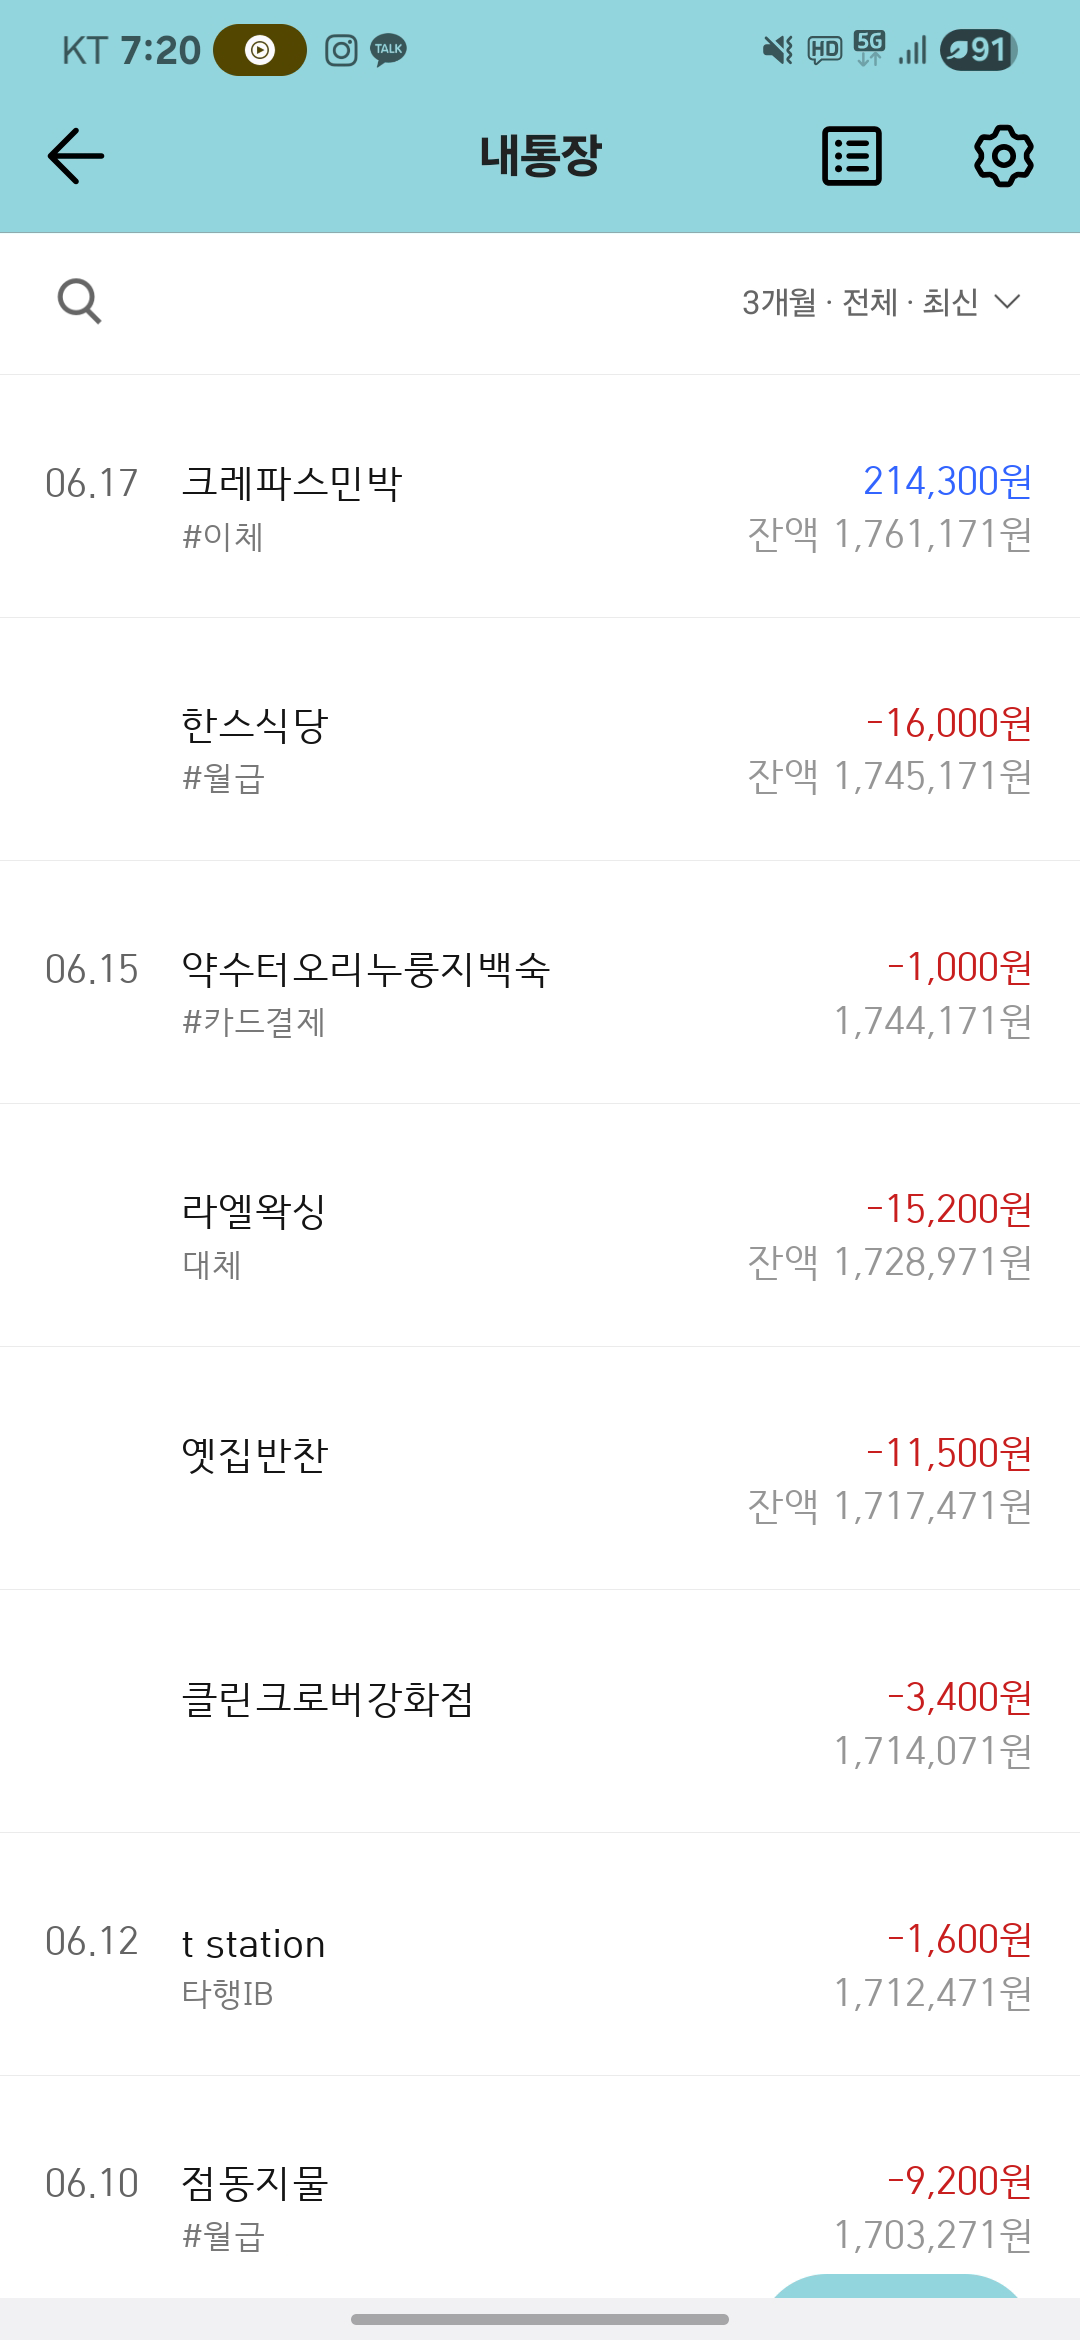 KT 7:20 TALK HD 5G 91
내통장
3개월 · 전체 · 최신
06.17 크레파스민박 214,300원
#이체 잔액 1,761,171원
한스식당 -16,000원
#월급 잔액 1,745,171원
06.15 약수터오리누룽지백숙 -1,000원
#카드결제 1,744,171원
라엘왁싱 -15,200원
대체 잔액 1,728,971원
옛집반찬 -11,500원
잔액 1,717,471원
클린크로버강화점 -3,400원
1,714,071원
06.12 t station -1,600원
타행IB 1,712,471원
06.10 점동지물 -9,200원
#월급 1,703,271원